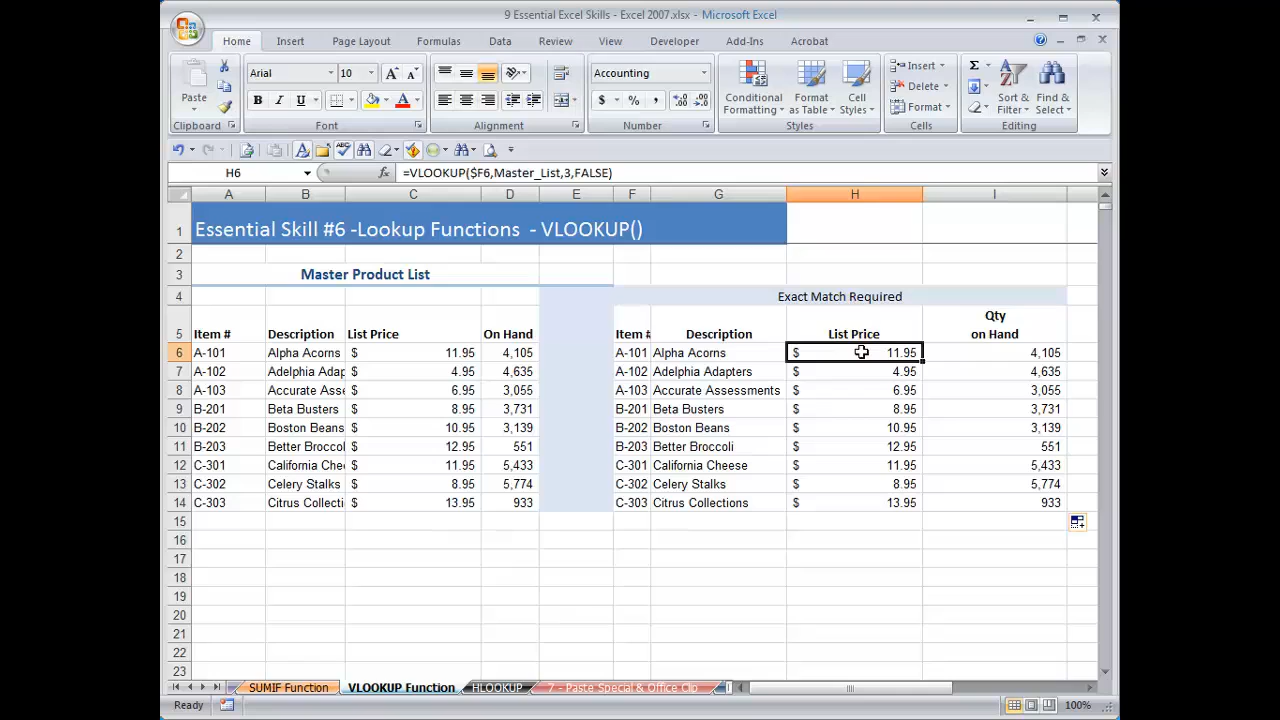 9 Essential Excel Skills - Excel 2007.xlsx - Microsoft Excel
Home Insert Page Layout Formulas Data Review View Developer Add-Ins Acrobat
Paste
Clipboard
Arial 10
B I U
Font
Alignment
Accounting
$ % ,
Number
Conditional Formatting
Format as Table
Cell Styles
Styles
Insert
Delete
Format
Cells
Sort & Filter
Find & Select
Editing
H6 fx =VLOOKUP($F6,Master_List,3,FALSE)
A B C D E F G H I
1 Essential Skill #6 -Lookup Functions - VLOOKUP()
2
3 Master Product List
4 Exact Match Required
5 Item # Description List Price On Hand Item # Description List Price Qty on Hand
6 A-101 Alpha Acorns $ 11.95 4,105 A-101 Alpha Acorns $ 11.95 4,105
7 A-102 Adelphia Adap $ 4.95 4,635 A-102 Adelphia Adapters $ 4.95 4,635
8 A-103 Accurate Asse $ 6.95 3,055 A-103 Accurate Assessments $ 6.95 3,055
9 B-201 Beta Busters $ 8.95 3,731 B-201 Beta Busters $ 8.95 3,731
10 B-202 Boston Beans $ 10.95 3,139 B-202 Boston Beans $ 10.95 3,139
11 B-203 Better Broccol $ 12.95 551 B-203 Better Broccoli $ 12.95 551
12 C-301 California Chee $ 11.95 5,433 C-301 California Cheese $ 11.95 5,433
13 C-302 Celery Stalks $ 8.95 5,774 C-302 Celery Stalks $ 8.95 5,774
14 C-303 Citrus Collecti $ 13.95 933 C-303 Citrus Collections $ 13.95 933
15
16
17
18
19
20
21
22
23
SUMIF Function VLOOKUP Function HLOOKUP 7 - Paste Special & Office Clip
Ready 100%